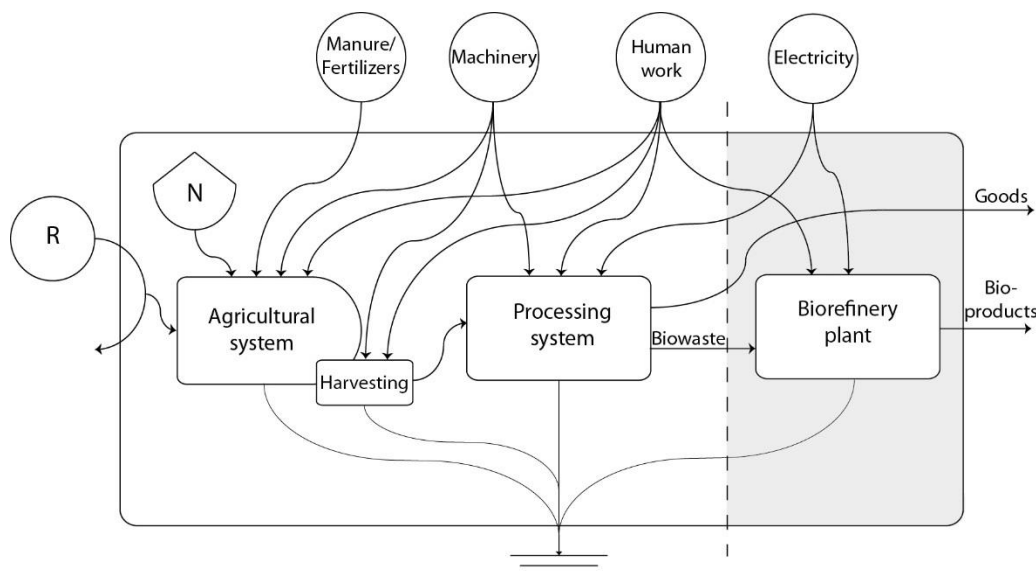 Manure/
Fertilizers
Machinery
Human
work
Electricity
N
R
Goods
Agricultural
system
Processing
system
Biorefinery
plant
Bio-
products
Biowaste
Harvesting